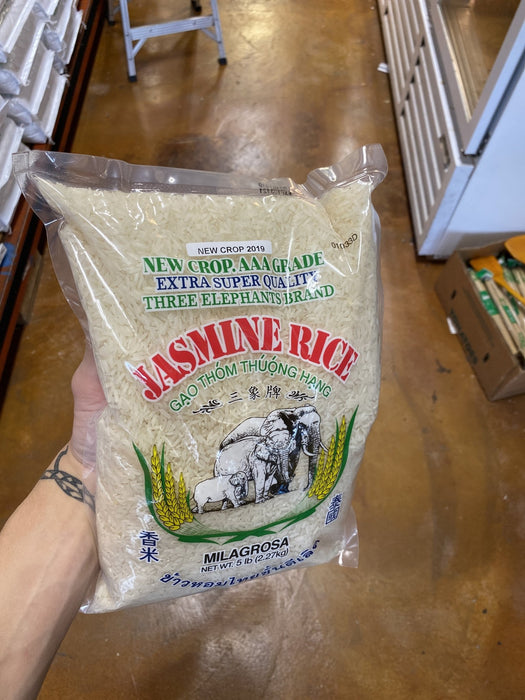 NEW CROP 2019
NEW CROP. AAA GRADE
EXTRA SUPER QUALITY
THREE ELEPHANTS BRAND
JASMINE RICE
GẠO THƠM THƯỢNG HẠNG
三象牌
香米
泰國
MILAGROSA
NET WT. 5 lb (2.27kg)